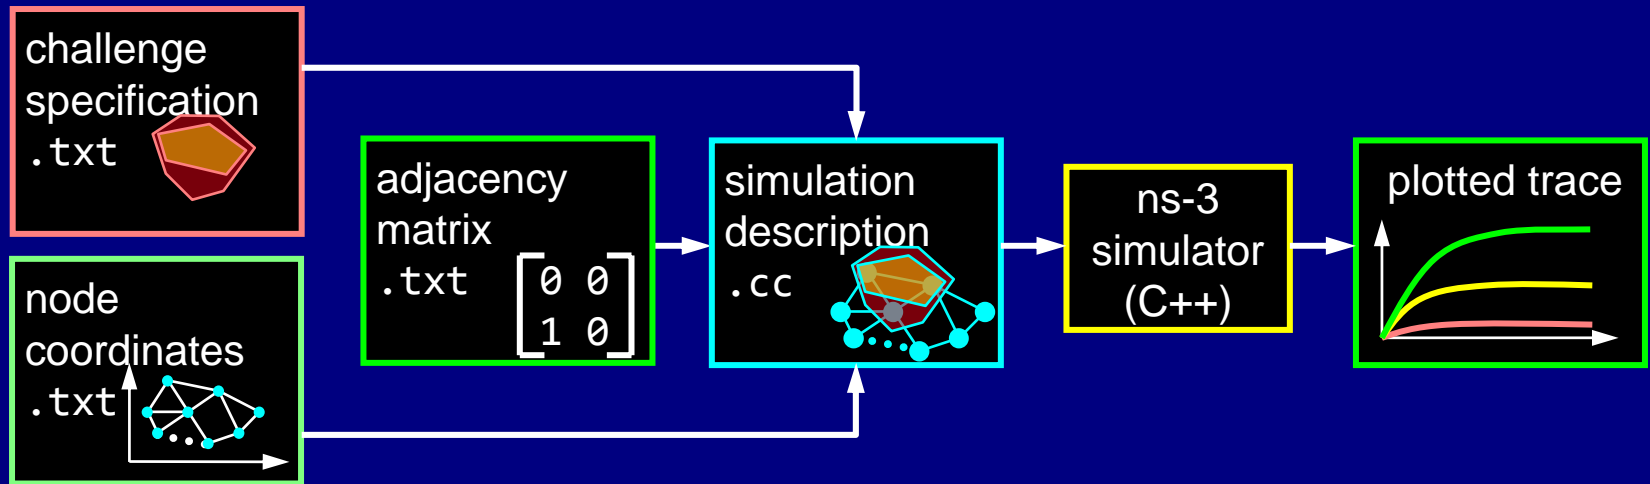 challenge
specification
.txt
node
coordinates
.txt
adjacency
matrix
.txt
0 0
1 0
simulation
description
.cc
ns-3
simulator
(C++)
plotted trace